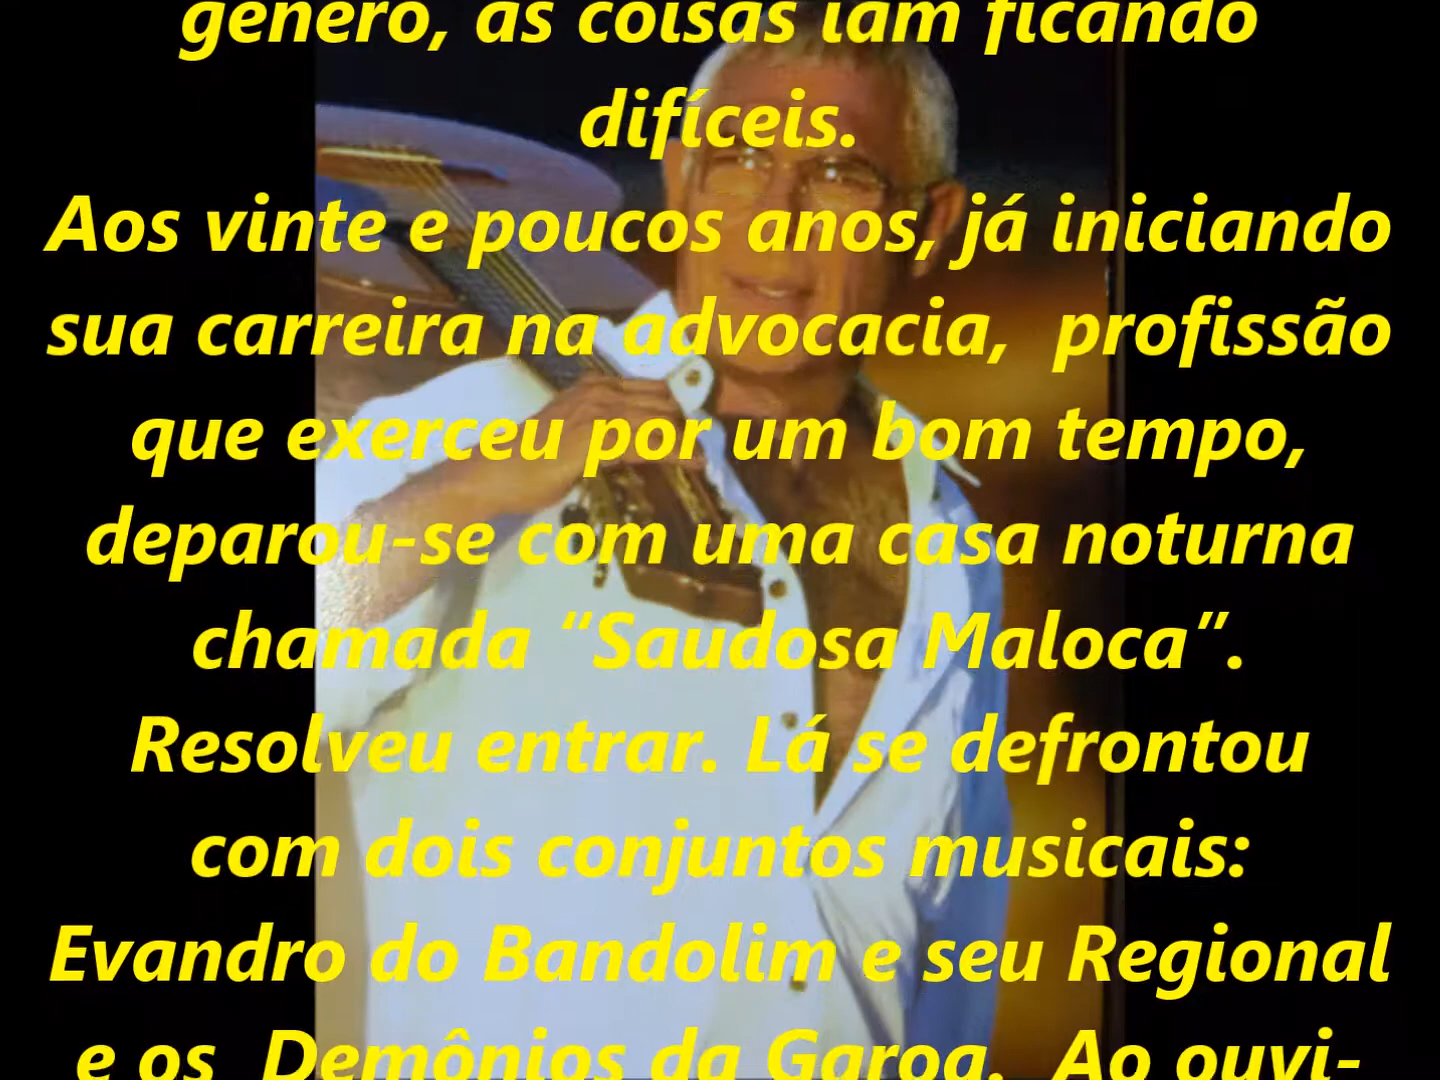 gênero, as coisas iam ficando
difíceis.
Aos vinte e poucos anos, já iniciando
sua carreira na advocacia,  profissão
que exerceu por um bom tempo,
deparou-se com uma casa noturna
chamada “Saudosa Maloca”.
Resolveu entrar. Lá se defrontou
com dois conjuntos musicais:
Evandro do Bandolim e seu Regional
e os  Demônios da Garoa.  Ao ouvi-